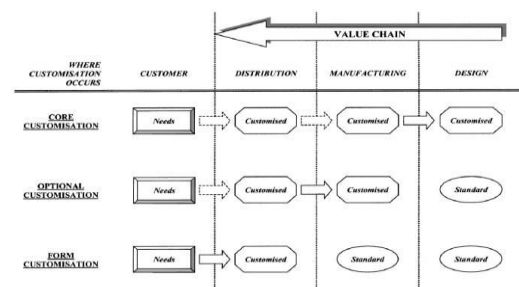 VALUE CHAIN
WHERE
CUSTOMISATION
OCCURS
CUSTOMER
DISTRIBUTION
MANUFACTURING
DESIGN
CORE
CUSTOMISATION
Needs
Customised
Customised
Customised
OPTIONAL
CUSTOMISATION
Needs
Customised
Customised
Standard
FORM
CUSTOMISATION
Needs
Customised
Standard
Standard